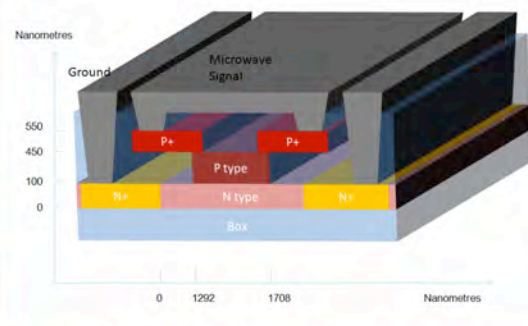 Nanometres
Microwave
Signal
Ground
550
P+
P+
450
P type
100
N+
N type
N+
0
Box
0
1292
1708
Nanometres